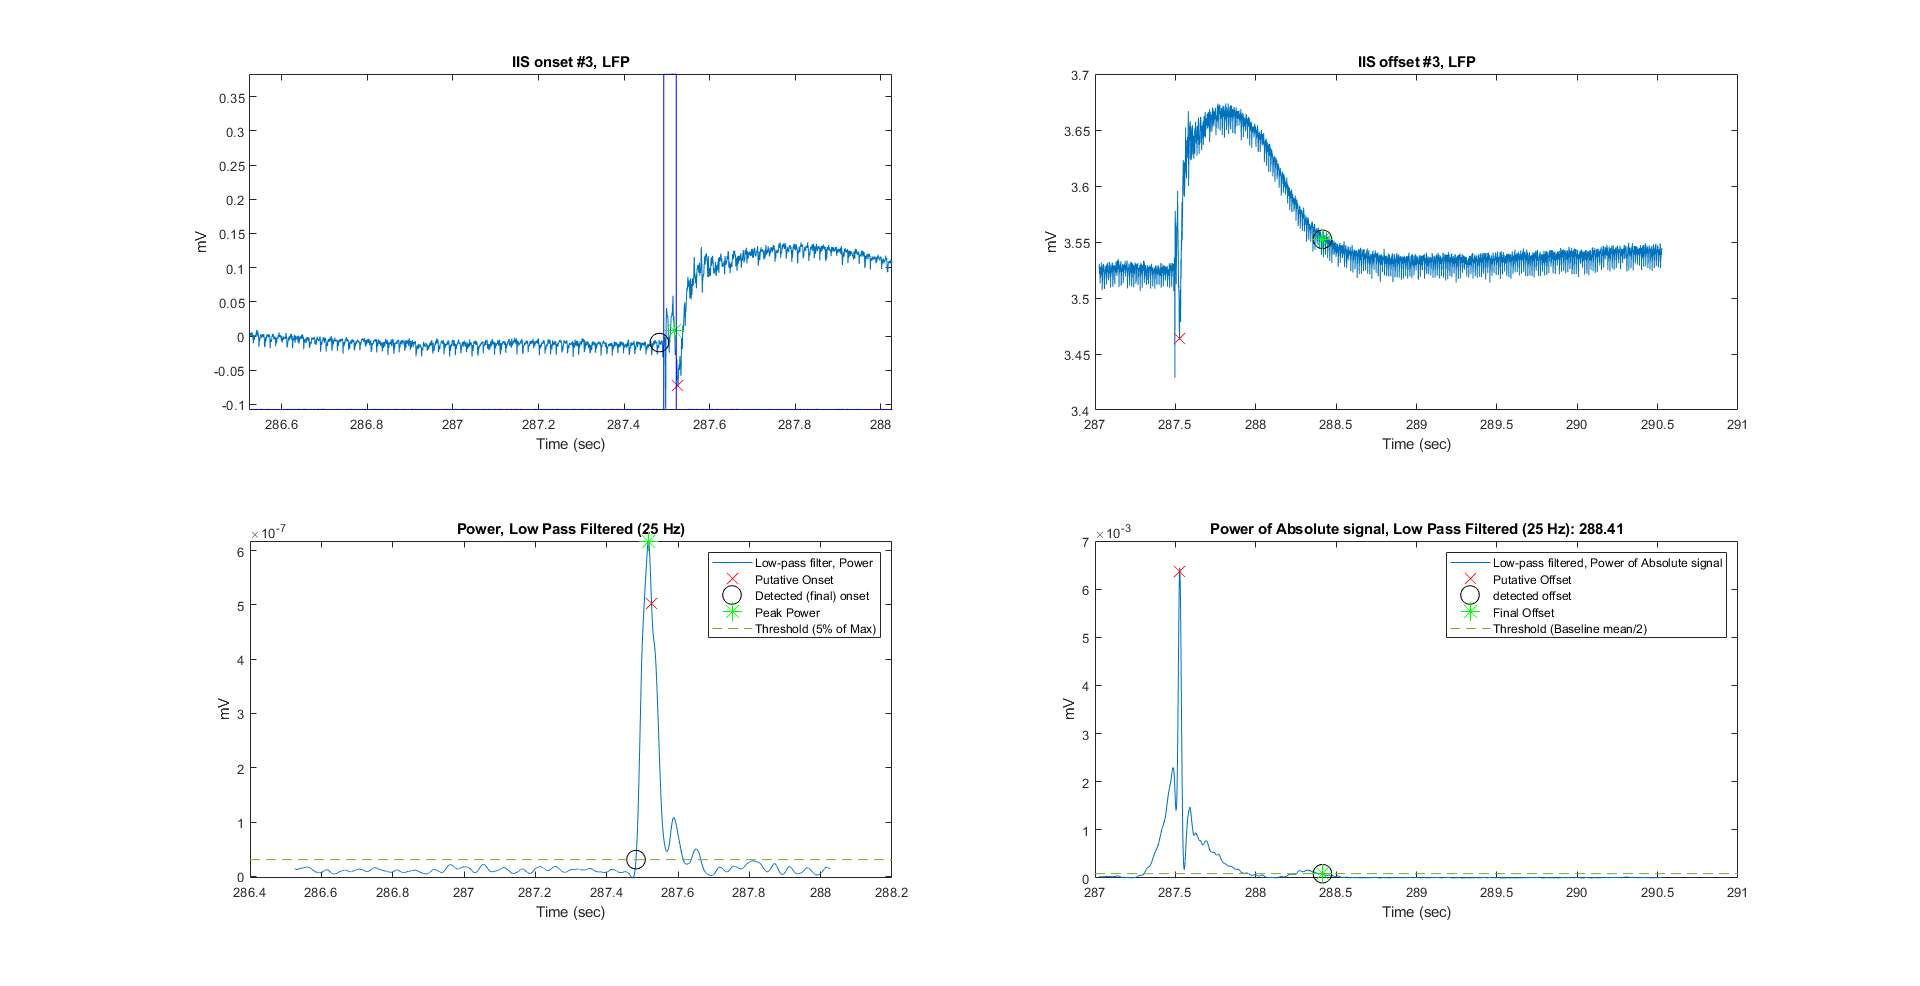 IIS onset #3, LFP
0.35
0.3
0.25
0.2
0.15
0.1
0.05
0
-0.05
-0.1
mV
286.6 286.8 287 287.2 287.4 287.6 287.8 288
Time (sec)
IIS offset #3, LFP
3.7
3.65
3.6
3.55
3.5
3.45
3.4
mV
287 287.5 288 288.5 289 289.5 290 290.5 291
Time (sec)
Power, Low Pass Filtered (25 Hz)
×10-7
6
5
4
3
2
1
0
mV
Low-pass filter, Power
Putative Onset
Detected (final) onset
Peak Power
Threshold (5% of Max)
286.4 286.6 286.8 287 287.2 287.4 287.6 287.8 288 288.2
Time (sec)
Power of Absolute signal, Low Pass Filtered (25 Hz): 288.41
×10-3
7
6
5
4
3
2
1
0
mV
Low-pass filtered, Power of Absolute signal
Putative Offset
detected offset
Final Offset
Threshold (Baseline mean/2)
287 287.5 288 288.5 289 289.5 290 290.5 291
Time (sec)